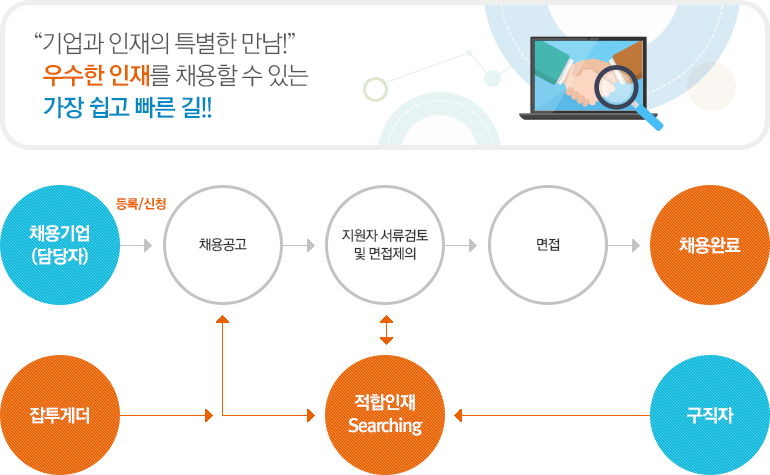 “기업과 인재의 특별한 만남!”
우수한 인재를 채용할 수 있는
가장 쉽고 빠른 길!!
등록/신청
채용기업
(담당자)
채용공고
지원자 서류검토
및 면접제의
면접
채용완료
잡투게더
적합인재
Searching
구직자